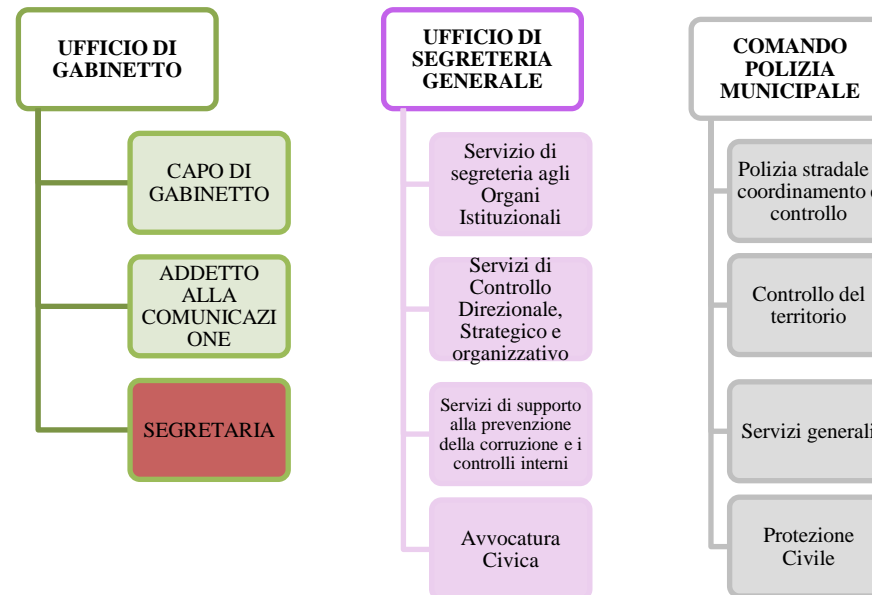 UFFICIO DI
GABINETTO
CAPO DI
GABINETTO
ADDETTO
ALLA
COMUNICAZI
ONE
SEGRETARIA
UFFICIO DI
SEGRETERIA
GENERALE
Servizio di
segreteria agli
Organi
Istituzionali
Servizi di
Controllo
Direzionale,
Strategico e
organizzativo
Servizi di supporto
alla prevenzione
della corruzione e i
controlli interni
Avvocatura
Civica
COMANDO
POLIZIA
MUNICIPALE
Polizia stradale
coordinamento
controllo
Controllo del
territorio
Servizi generali
Protezione
Civile